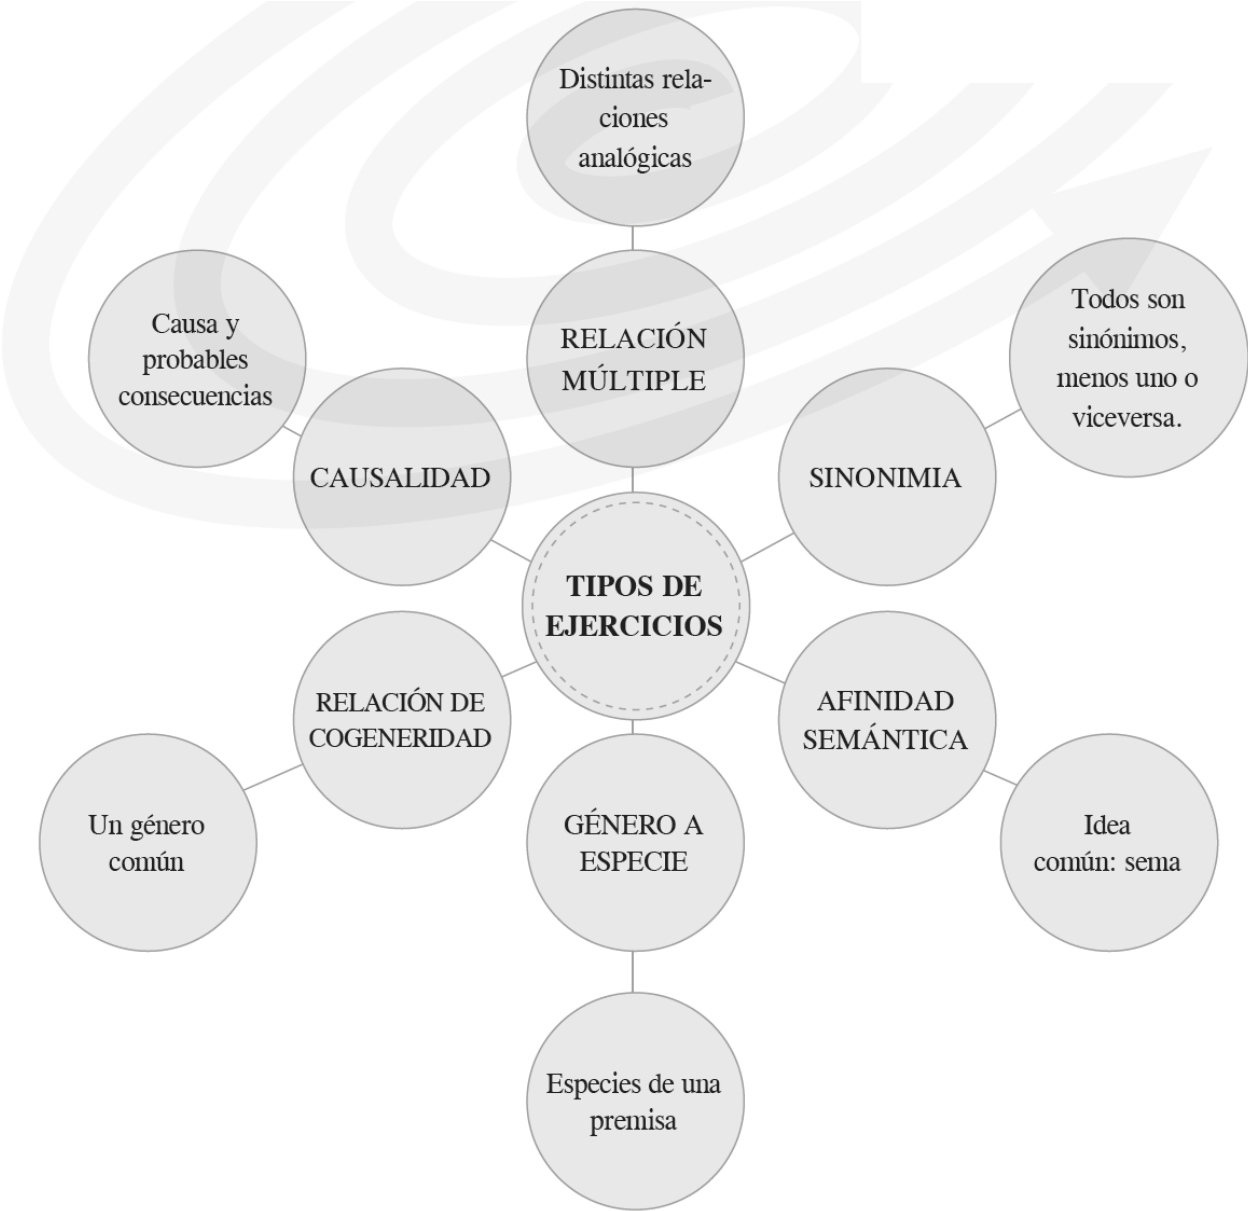 Distintas rela-
ciones
analógicas
RELACIÓN
MÚLTIPLE
Causa y
probables
consecuencias
CAUSALIDAD
Todos son
sinónimos,
menos uno o
viceversa.
SINONIMIA
TIPOS DE
EJERCICIOS
RELACIÓN DE
COGENERIDAD
Un género
común
AFINIDAD
SEMÁNTICA
Idea
común: sema
GÉNERO A
ESPECIE
Especies de una
premisa